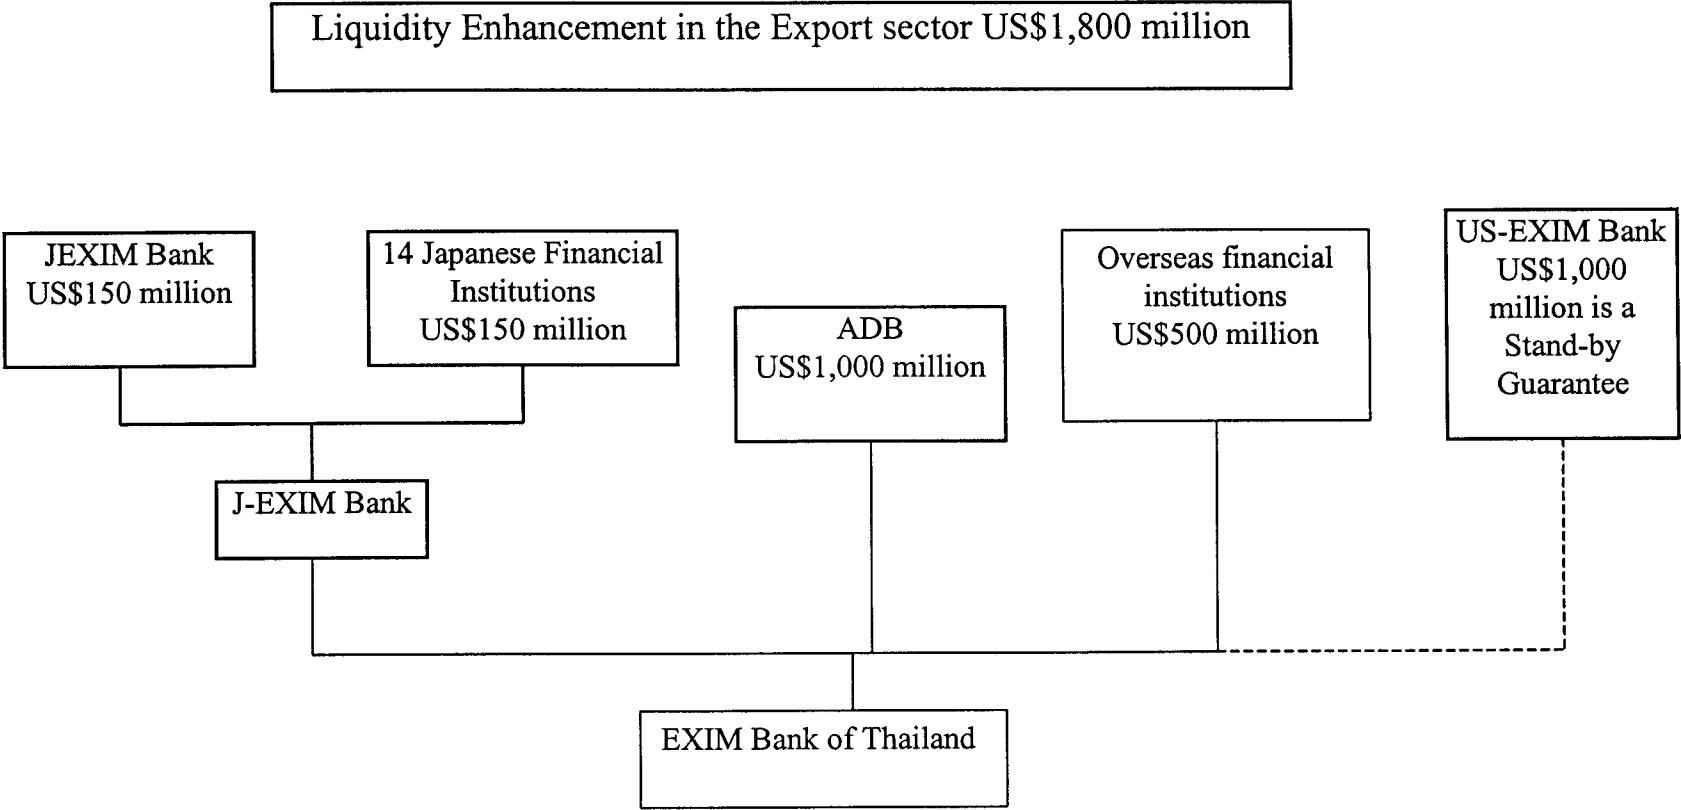 Liquidity Enhancement in the Export sector US$1,800 million
JEXIM Bank
US$150 million
14 Japanese Financial
Institutions
US$150 million
ADB
US$1,000 million
Overseas financial
institutions
US$500 million
US-EXIM Bank
US$1,000
million is a
Stand-by
Guarantee
J-EXIM Bank
EXIM Bank of Thailand